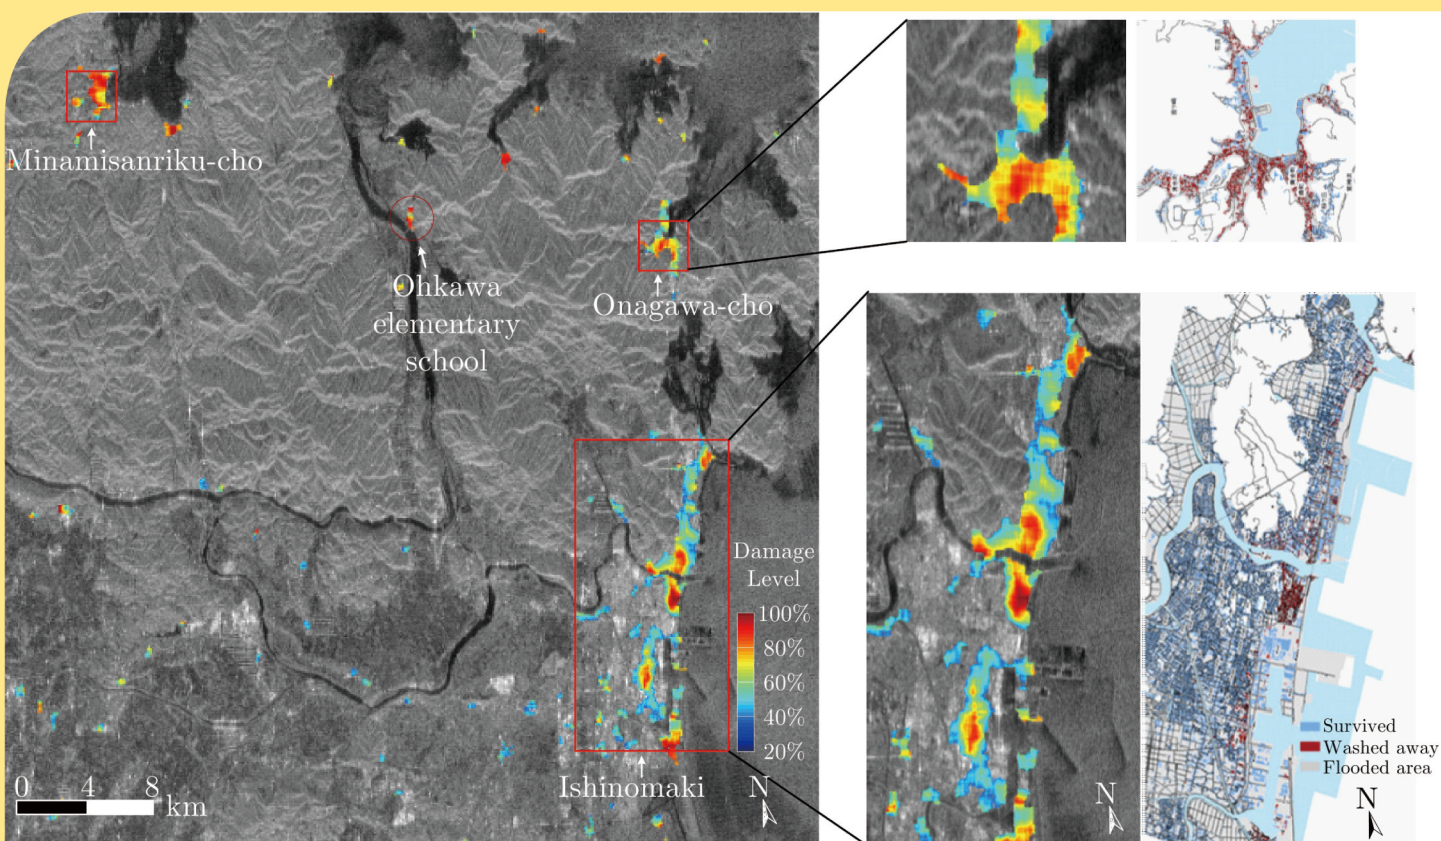 Minamisanriku-cho
Ohkawa
elementary
school
Onagawa-cho
Damage
Level
100%
80%
60%
40%
20%
Ishinomaki
0 4 8
km
N
N
Survived
Washed away
Flooded area
N